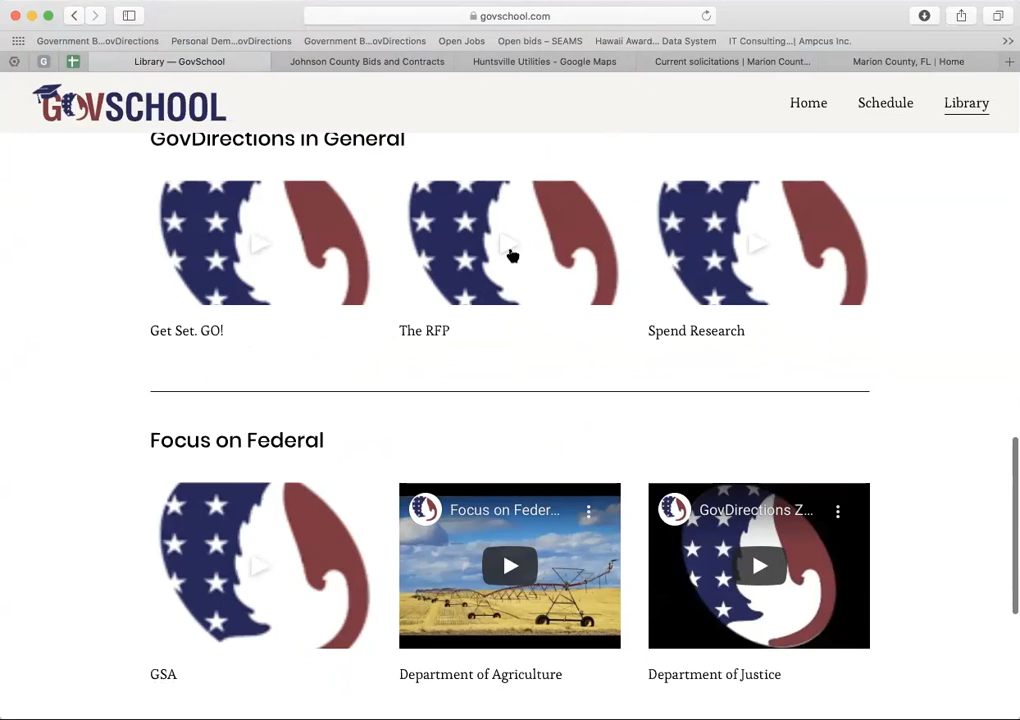 govschool.com
Government B...ovDirections
Personal Dem...ovDirections
Government B...ovDirections
Open Jobs
Open bids – SEAMS
Hawaii Award... Data System
IT Consulting...| Ampcus Inc.
G
Library — GovSchool
Johnson County Bids and Contracts
Huntsville Utilities - Google Maps
Current solicitations | Marion Count...
Marion County, FL | Home
GOVSCHOOL
Home
Schedule
Library
GovDirections in General
Get Set. GO!
The RFP
Spend Research
Focus on Federal
Focus on Feder...
GovDirections Z...
GSA
Department of Agriculture
Department of Justice